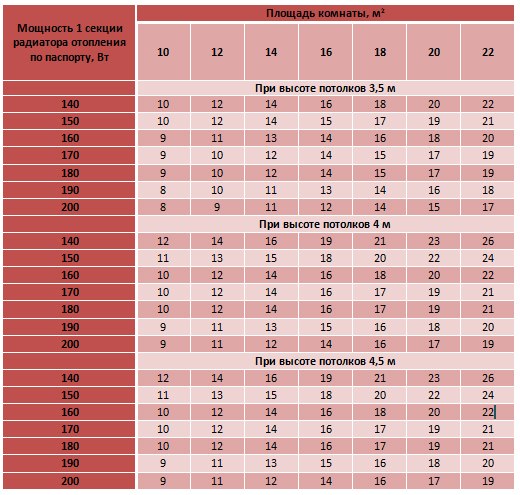 Мощность 1 секции радиатора отопления по паспорту, Вт
Площадь комнаты, м²
10 12 14 16 18 20 22
При высоте потолков 3,5 м
140 10 12 14 16 18 20 22
150 10 12 14 15 17 19 21
160 9 11 13 14 16 18 20
170 9 10 12 14 15 17 19
180 9 10 12 14 15 17 19
190 8 10 11 13 14 16 18
200 8 9 11 12 14 15 17
При высоте потолков 4 м
140 12 14 16 19 21 23 26
150 11 13 15 18 20 22 24
160 10 12 14 16 18 20 22
170 10 12 14 16 17 19 21
180 10 12 14 16 17 19 21
190 9 11 13 15 16 18 20
200 9 11 12 14 16 17 19
При высоте потолков 4,5 м
140 12 14 16 19 21 23 26
150 11 13 15 18 20 22 24
160 10 12 14 16 18 20 22
170 10 12 14 16 17 19 21
180 10 12 14 16 17 19 21
190 9 11 13 15 16 18 20
200 9 11 12 14 16 17 19